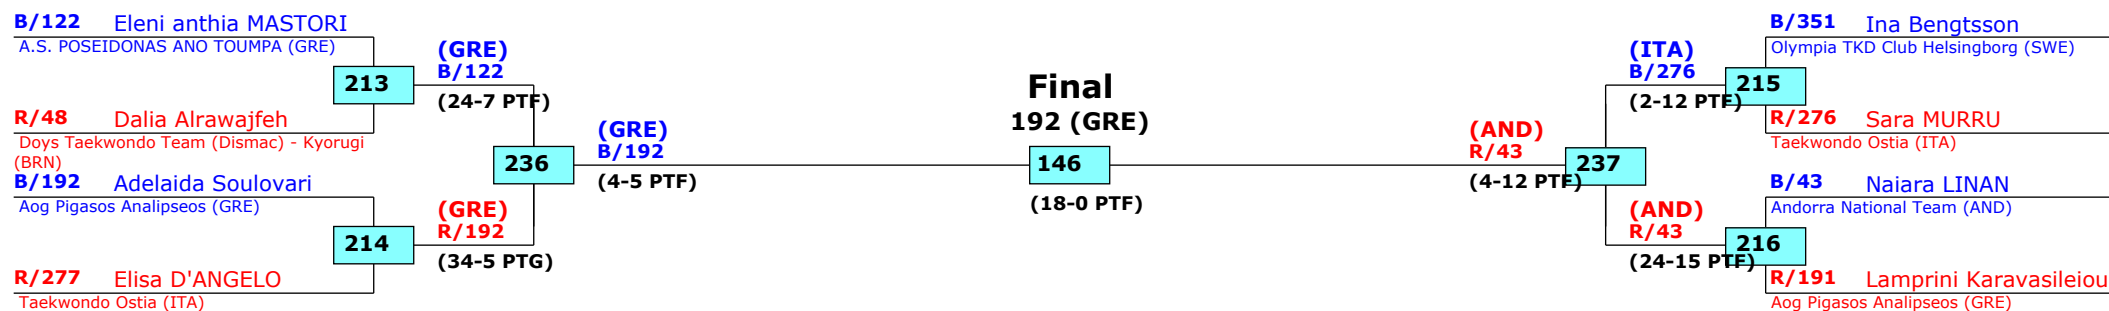 B/122 Eleni anthia MASTORI
A.S. POSEIDONAS ANO TOUMPA (GRE)
213
R/48 Dalia Alrawajfeh
Doys Taekwondo Team (Dismac) - Kyorugi
(BRN)
B/192 Adelaida Soulovari
Aog Pigasos Analipseos (GRE)
214
R/277 Elisa D'ANGELO
Taekwondo Ostia (ITA)
(GRE)
B/122
(24-7 PTF)
236
(GRE)
R/192
(34-5 PTG)
(GRE)
B/192
(4-5 PTF)
Final
192 (GRE)
146
(18-0 PTF)
(AND)
R/43
(4-12 PTF)
237
(ITA)
B/276
(2-12 PTF)
(AND)
R/43
(24-15 PTF)
B/351 Ina Bengtsson
Olympia TKD Club Helsingborg (SWE)
215
R/276 Sara MURRU
Taekwondo Ostia (ITA)
B/43 Naiara LINAN
Andorra National Team (AND)
216
R/191 Lamprini Karavasileiou
Aog Pigasos Analipseos (GRE)